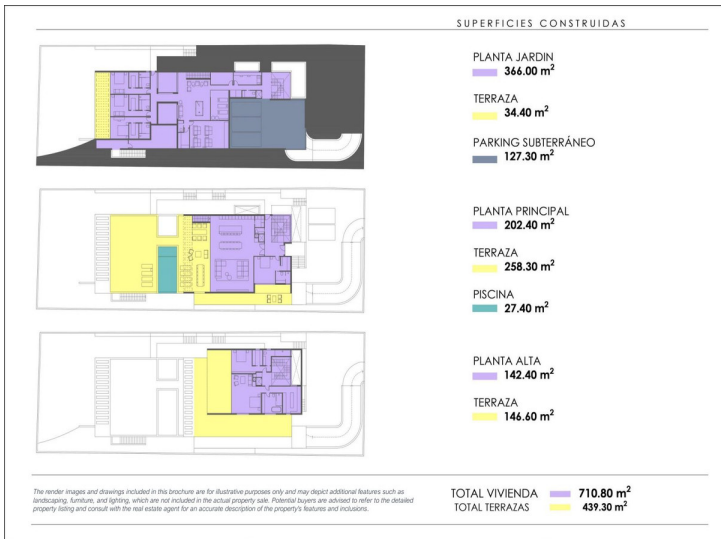 SUPERFICIES CONSTRUIDAS
PLANTA JARDIN
366.00 m²
TERRAZA
34.40 m²
PARKING SUBTERRÁNEO
127.30 m²
PLANTA PRINCIPAL
202.40 m²
TERRAZA
258.30 m²
PISCINA
27.40 m²
PLANTA ALTA
142.40 m²
TERRAZA
146.60 m²
The render images and drawings included in this brochure are for illustrative purposes only and may depict additional features such as
landscaping, furniture, and lighting, which are not included in the actual property sale. Potential buyers are advised to refer to the detailed
property listing and consult with the real estate agent for an accurate description of the property's features and inclusions.
TOTAL VIVIENDA 710.80 m²
TOTAL TERRAZAS 439.30 m²